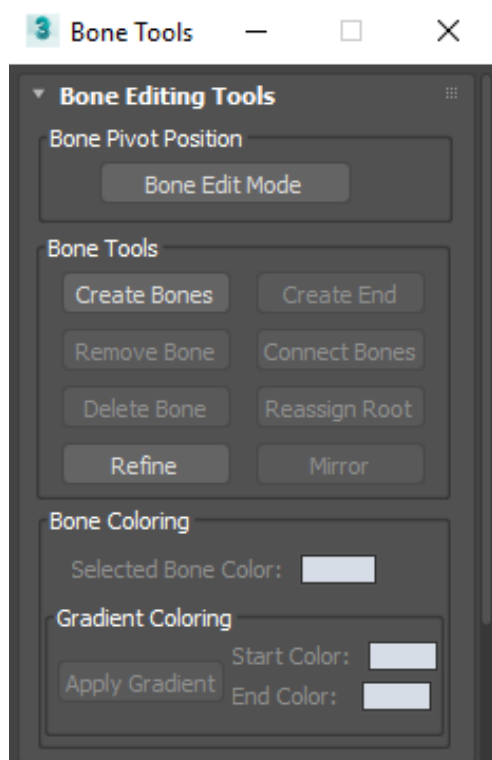 3 Bone Tools
Bone Editing Tools
Bone Pivot Position
Bone Edit Mode
Bone Tools
Create Bones Create End
Remove Bone Connect Bones
Delete Bone Reassign Root
Refine Mirror
Bone Coloring
Selected Bone Color:
Gradient Coloring
Apply Gradient
Start Color:
End Color: